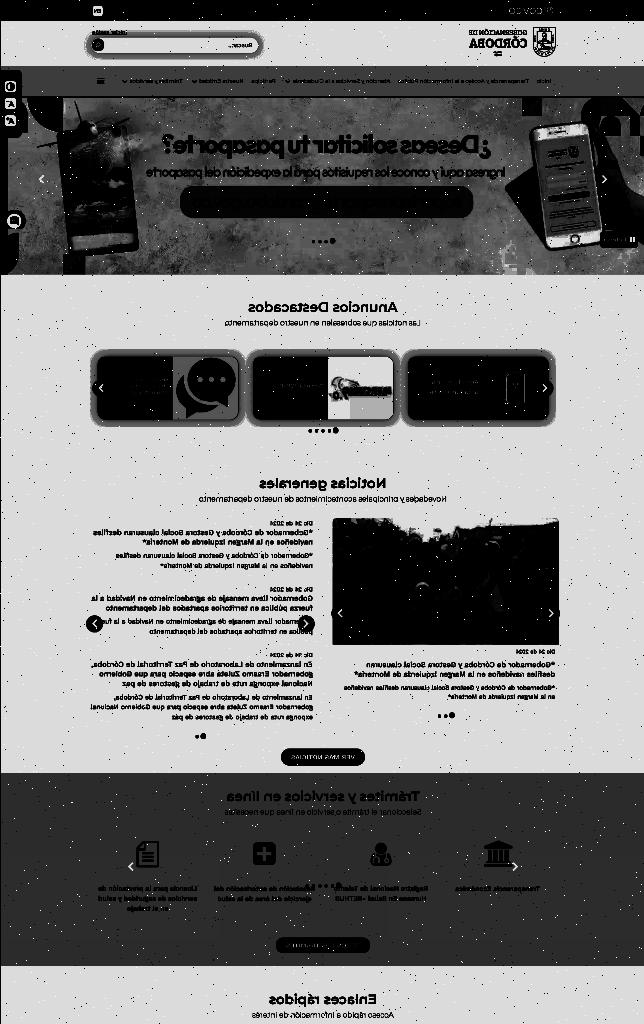 GOV.CO
EN
GOBERNACIÓN DE
CÓRDOBA
Iniciar sesión
Buscar...
Inicio
Transparencia y Acceso a la Información Pública
Atención y Servicios a la Ciudadanía
Participa
Nuestra Entidad
Trámites y servicios
¿Deseas solicitar tu pasaporte?
Ingresa aquí y conoce los requisitos para la expedición del pasaporte
Anuncios Destacados
Las noticias que sobresalen en nuestro departamento
Noticias generales
Novedades y principales acontecimientos de nuestro departamento
Dic 24 de 2024
*Gobernador de Córdoba y Gestora Social clausuran
desfiles navideños en la Margen Izquierda de Montería*
*Gobernador de Córdoba y Gestora Social clausuran desfiles navideños
en la Margen Izquierda de Montería*.
Dic 24 de 2024
*Gobernador de Córdoba y Gestora Social clausuran desfiles
navideños en la Margen Izquierda de Montería*
*Gobernador de Córdoba y Gestora Social clausuran desfiles
navideños en la Margen Izquierda de Montería*.
Dic 24 de 2024
Gobernador lleva mensaje de agradecimiento en Navidad a la
fuerza pública en territorios apartados del departamento
Gobernador lleva mensaje de agradecimiento en Navidad a la fuerza
pública en territorios apartados del departamento
Dic 24 de 2024
En lanzamiento de Laboratorio de Paz Territorial de Córdoba,
gobernador Erasmo Zuleta abre espacio para que Gobierno
Nacional exponga ruta de trabajo de gestores de paz
En lanzamiento de Laboratorio de Paz Territorial de Córdoba,
gobernador Erasmo Zuleta abre espacio para que Gobierno Nacional
exponga ruta de trabajo de gestores de paz
VER MÁS NOTICIAS
Trámites y servicios en línea
Seleccionar el trámite o servicio en línea que necesites
Transparencia Económica
Registro Nacional de Talento
Humano En Salud - RETHUS
Expedición de autorización del
ejercicio del área de la salud
Licencia para la prestación de
servicios de seguridad y salud
en el trabajo
Enlaces rápidos
Acceso rápido a información de interés